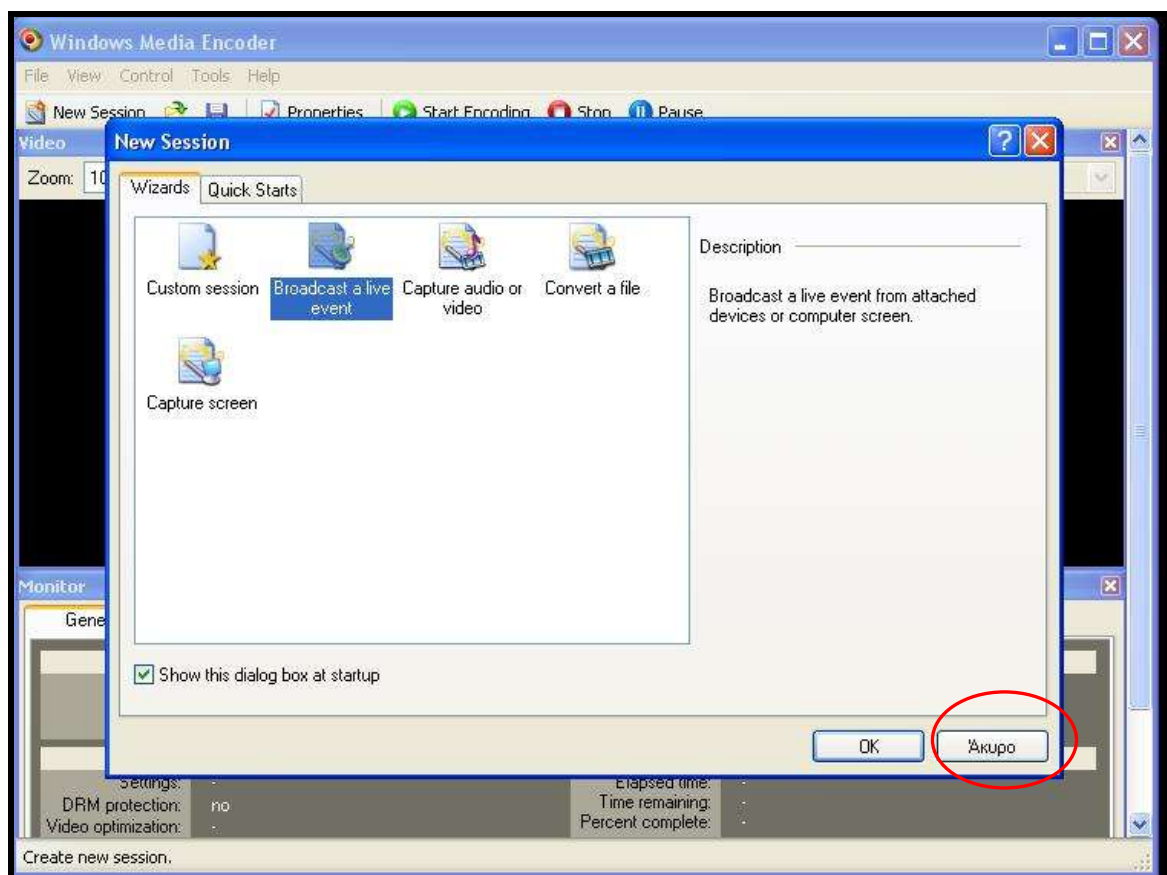 Windows Media Encoder
File View Control Tools Help
New Session Properties Start Encoding Stop Pause
Video
New Session
Zoom: 10
Wizards Quick Starts
Custom session
Broadcast a live
event
Capture audio or
video
Convert a file
Capture screen
Description
Broadcast a live event from attached
devices or computer screen.
Monitor
Gene
Show this dialog box at startup
OK Άκυρο
Settings: - Elapsed time: -
DRM protection: no Time remaining: -
Video optimization: - Percent complete: -
Create new session.